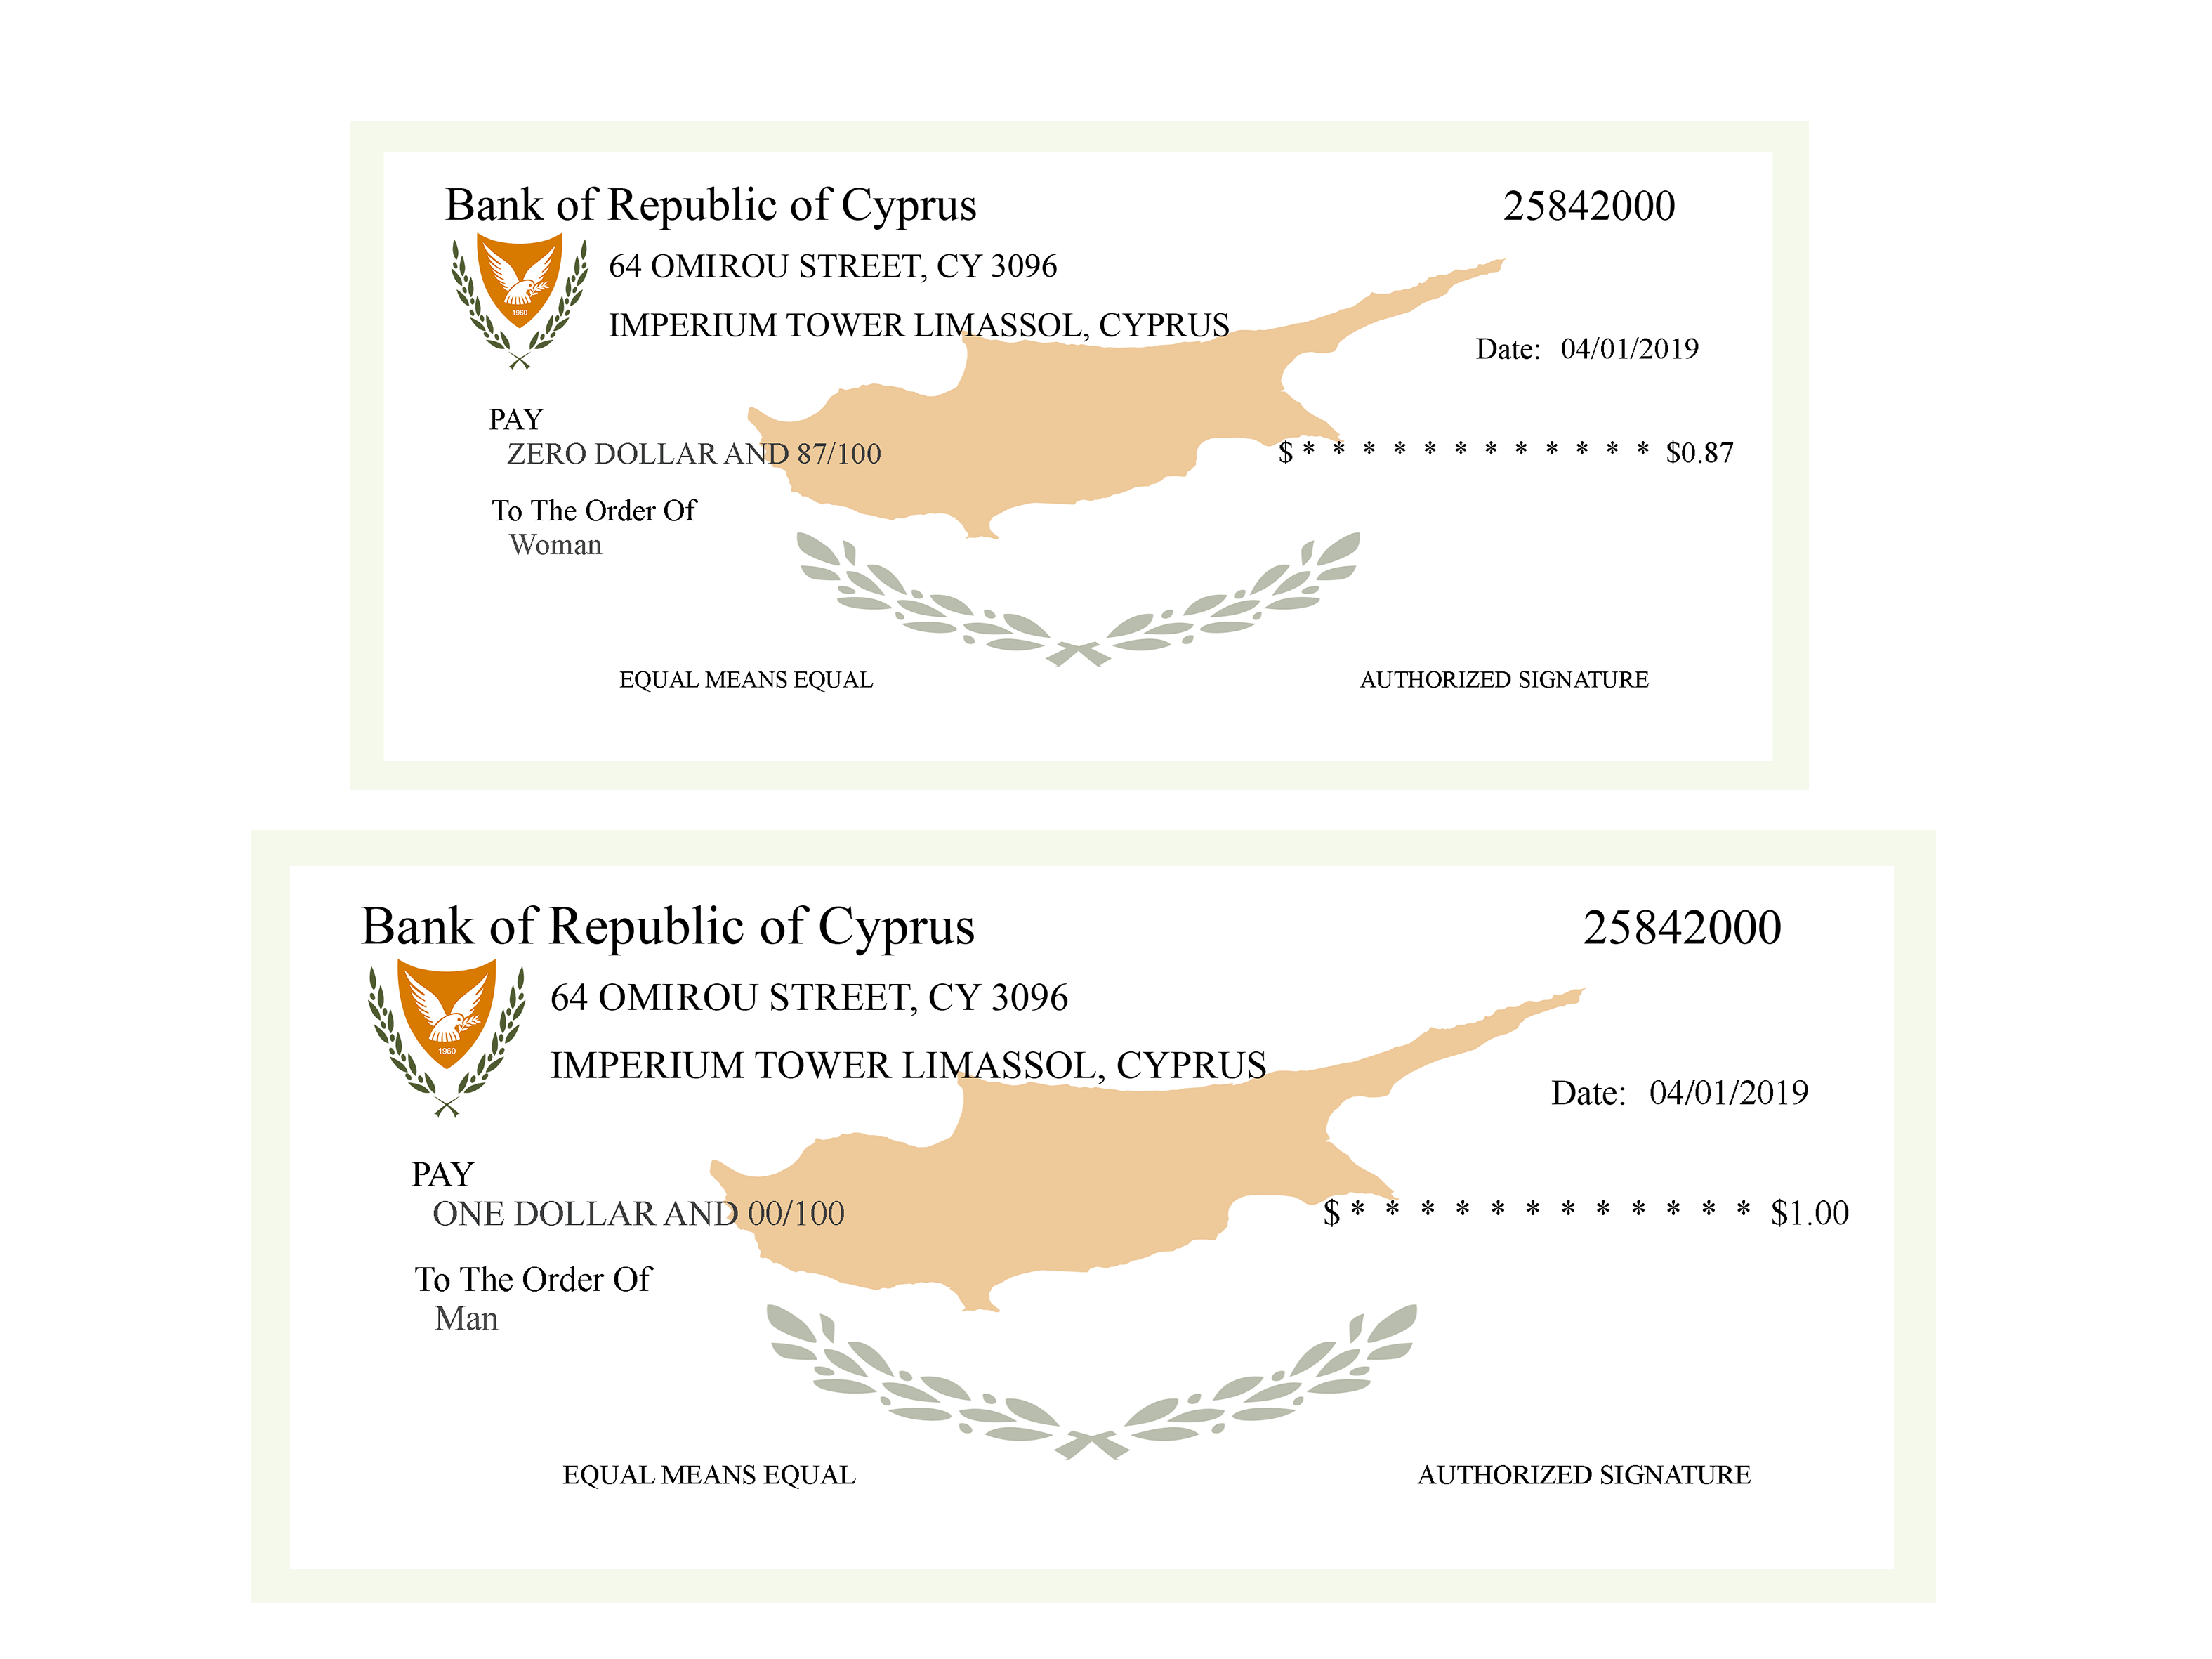 Bank of Republic of Cyprus
25842000
1960
64 OMIROU STREET, CY 3096
IMPERIUM TOWER LIMASSOL, CYPRUS
Date: 04/01/2019
PAY
ZERO DOLLAR AND 87/100
$ * * * * * * * * * * * * $0.87
To The Order Of
Woman
EQUAL MEANS EQUAL
AUTHORIZED SIGNATURE
Bank of Republic of Cyprus
25842000
1960
64 OMIROU STREET, CY 3096
IMPERIUM TOWER LIMASSOL, CYPRUS
Date: 04/01/2019
PAY
ONE DOLLAR AND 00/100
$ * * * * * * * * * * * * $1.00
To The Order Of
Man
EQUAL MEANS EQUAL
AUTHORIZED SIGNATURE